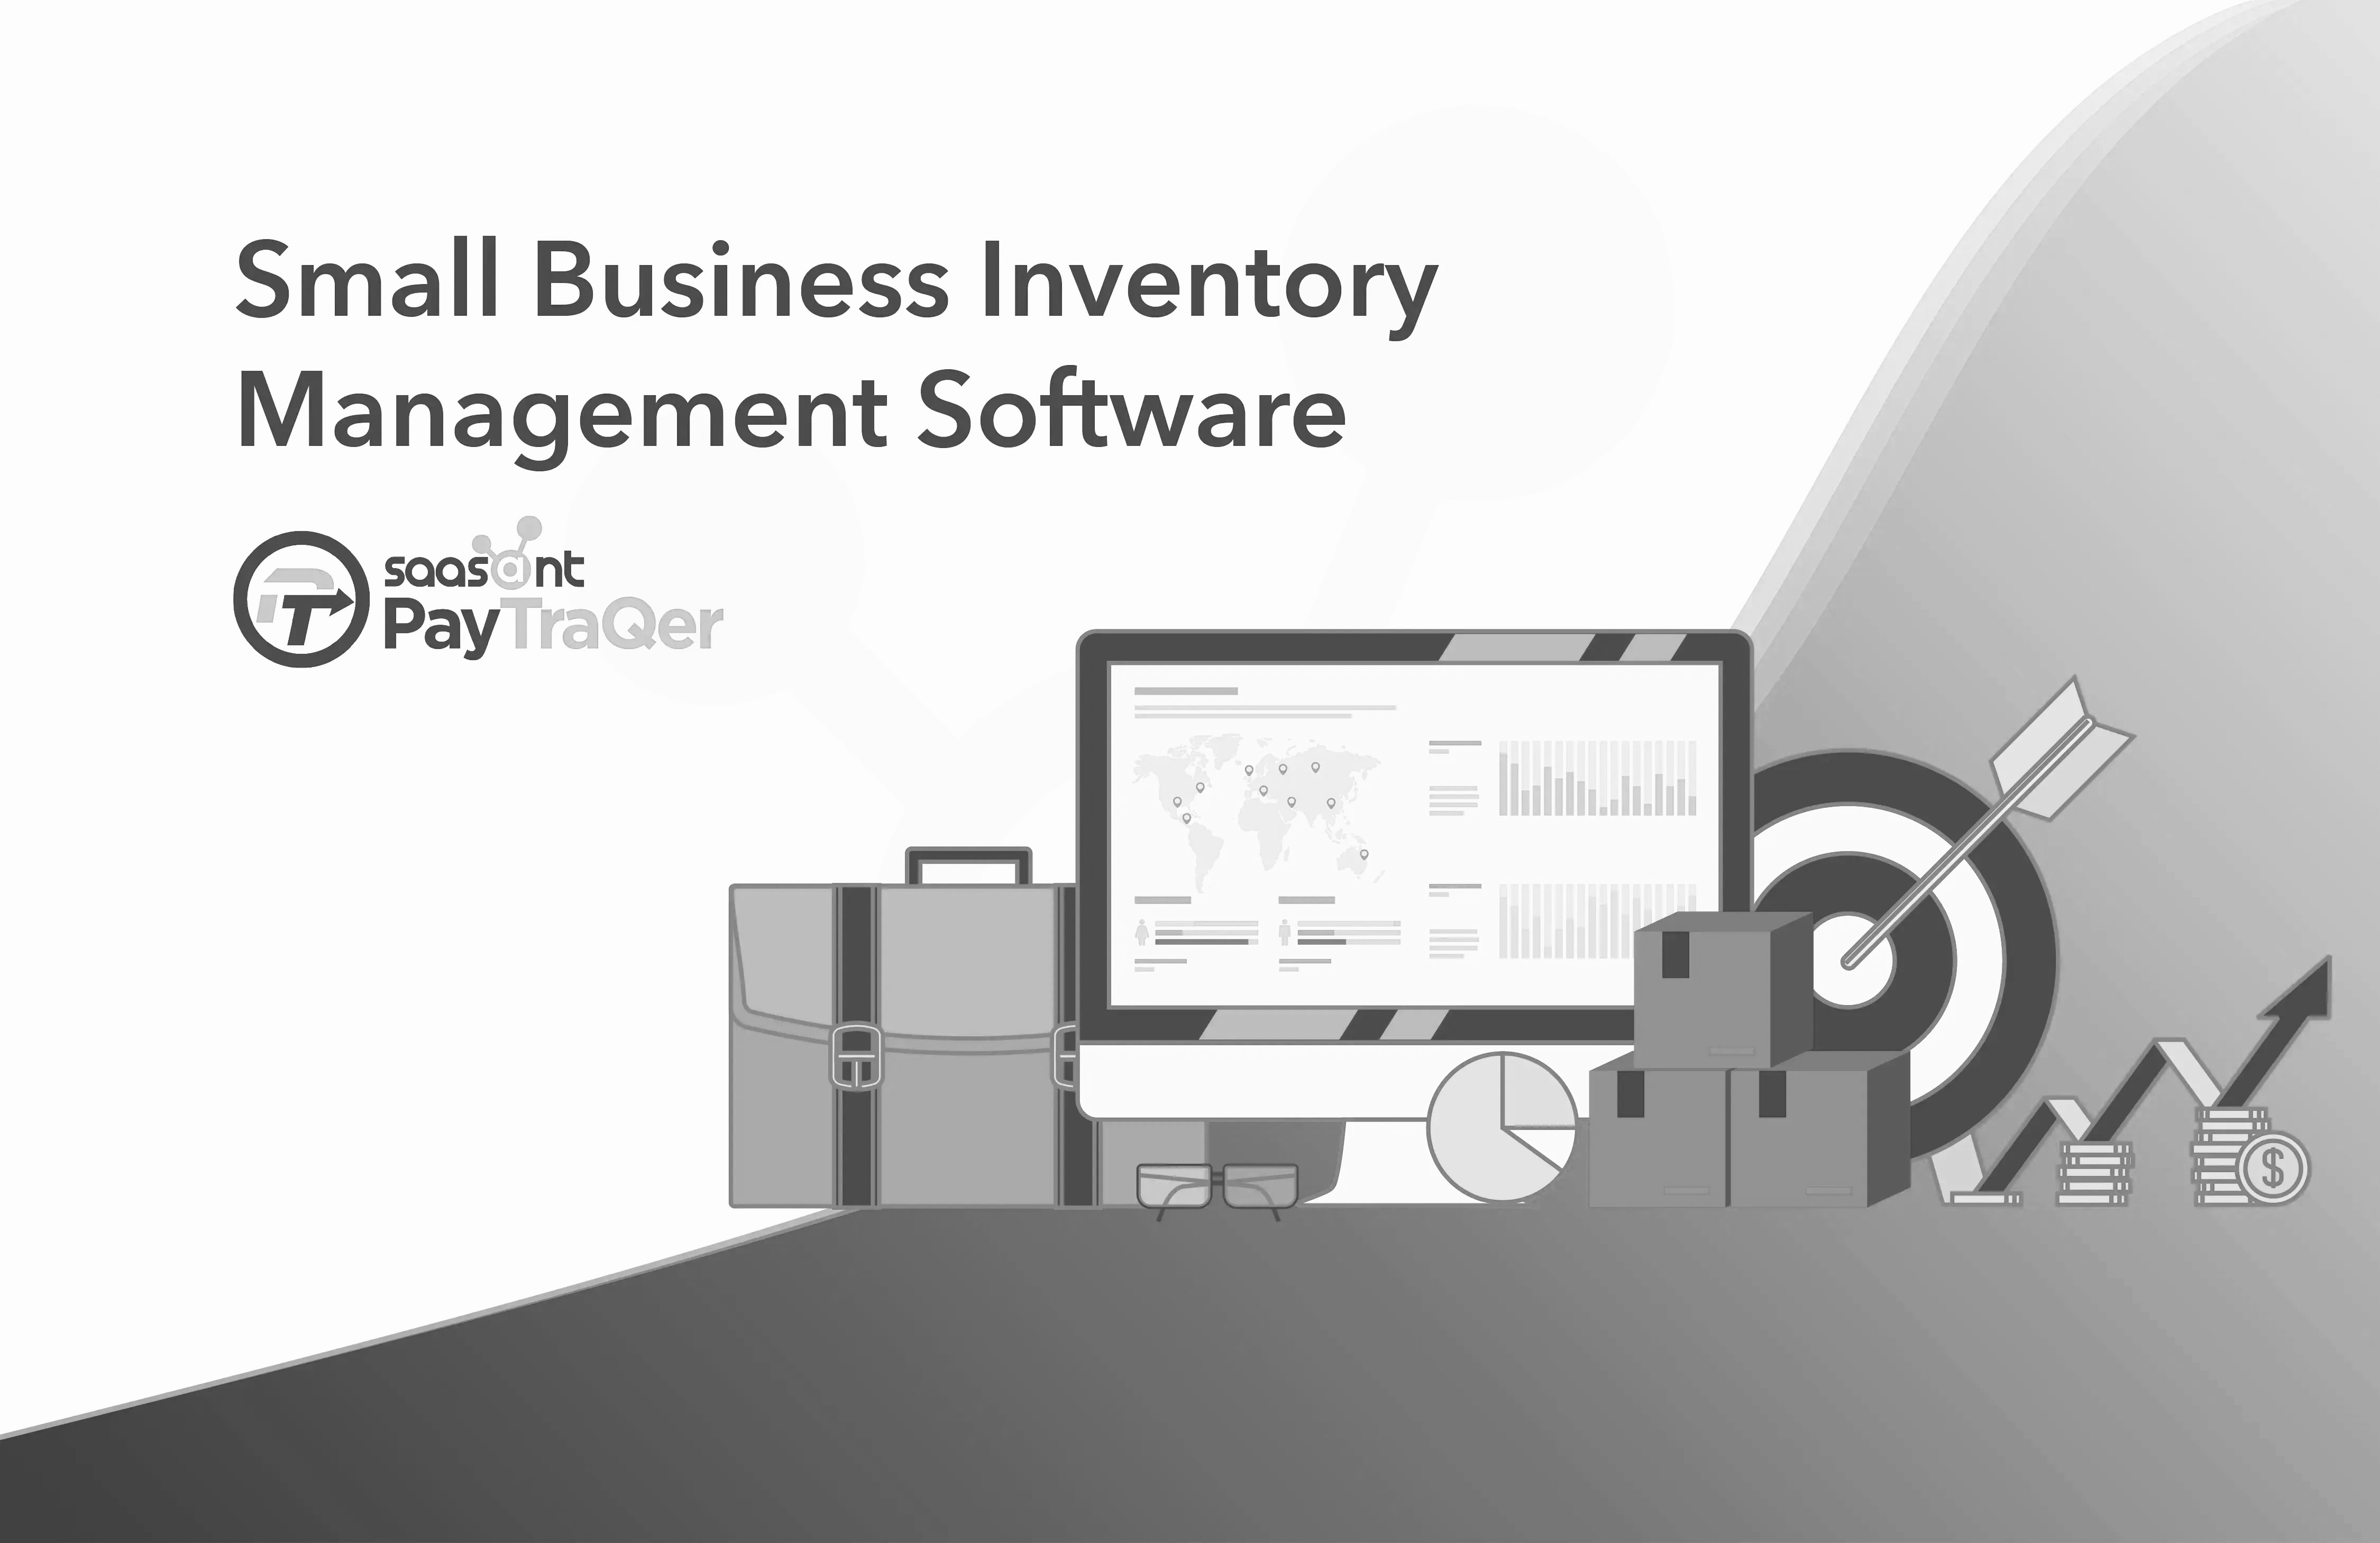 Small Business Inventory
Management Software
saasant
PayTraQer
$